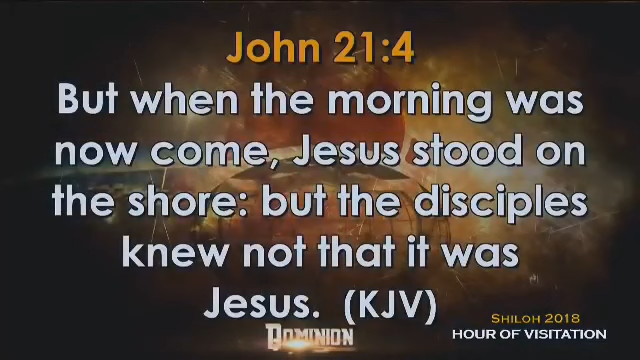 John 21:4
But when the morning was
now come, Jesus stood on
the shore: but the disciples
knew not that it was
Jesus. (KJV)
SHILOH 2018
HOUR OF VISITATION
DOMINION